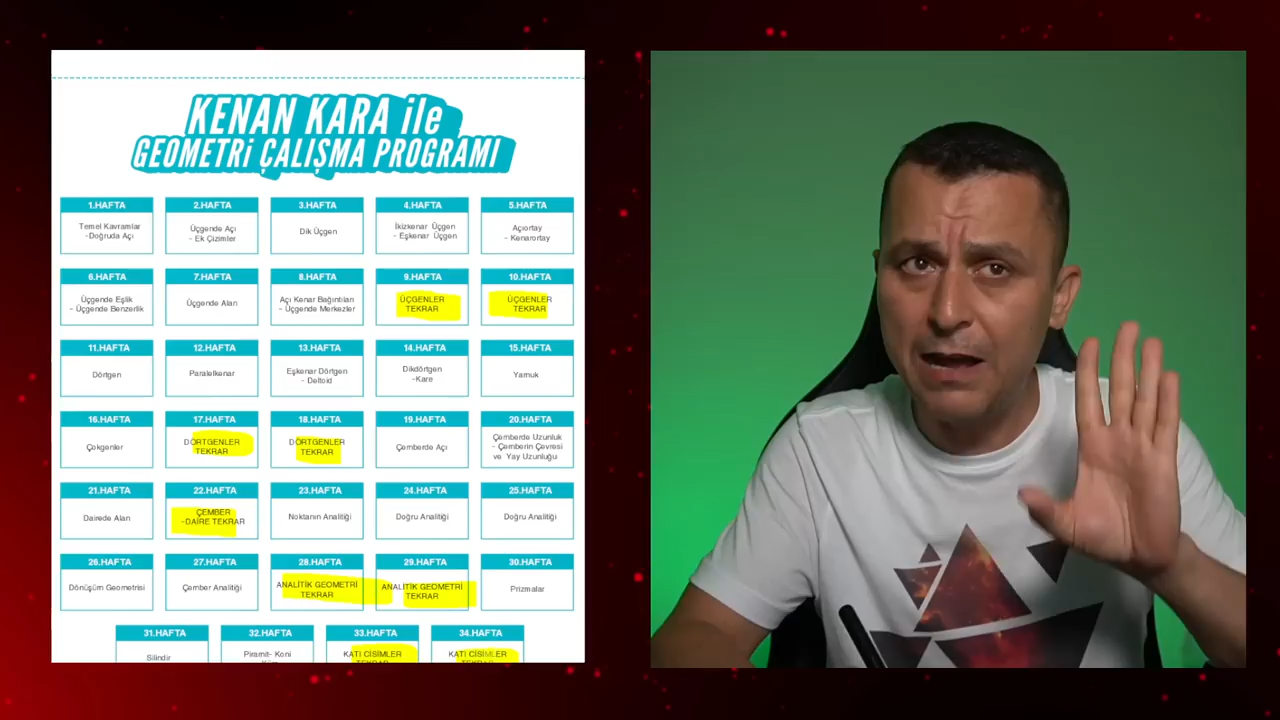 KENAN KARA ile
GEOMETRİ ÇALIŞMA PROGRAMI
1.HAFTA
Temel Kavramlar
-Doğruda Açı
2.HAFTA
Üçgende Açı
- Ek Çizimler
3.HAFTA
Dik Üçgen
4.HAFTA
İkizkenar Üçgen
- Eşkenar Üçgen
5.HAFTA
Açıortay
- Kenarortay
6.HAFTA
Üçgende Eşlik
- Üçgende Benzerlik
7.HAFTA
Üçgende Alan
8.HAFTA
Açı Kenar Bağıntıları
- Üçgende Merkezler
9.HAFTA
ÜÇGENLER
TEKRAR
10.HAFTA
ÜÇGENLER
TEKRAR
11.HAFTA
Dörtgen
12.HAFTA
Paralelkenar
13.HAFTA
Eşkenar Dörtgen
- Deltoid
14.HAFTA
Dikdörtgen
-Kare
15.HAFTA
Yamuk
16.HAFTA
Çokgenler
17.HAFTA
DÖRTGENLER
TEKRAR
18.HAFTA
DÖRTGENLER
TEKRAR
19.HAFTA
Çemberde Açı
20.HAFTA
Çemberde Uzunluk
- Çemberin Çevresi
ve Yay Uzunluğu
21.HAFTA
Dairede Alan
22.HAFTA
ÇEMBER
-DAİRE TEKRAR
23.HAFTA
Noktanın Analitiği
24.HAFTA
Doğru Analitiği
25.HAFTA
Doğru Analitiği
26.HAFTA
Dönüşüm Geometrisi
27.HAFTA
Çember Analitiği
28.HAFTA
ANALİTİK GEOMETRİ
TEKRAR
29.HAFTA
ANALİTİK GEOMETRİ
TEKRAR
30.HAFTA
Prizmalar
31.HAFTA
Silindir
32.HAFTA
Piramit- Koni
33.HAFTA
KATI CİSİMLER
TEKRAR
34.HAFTA
KATI CİSİMLER
TEKRAR